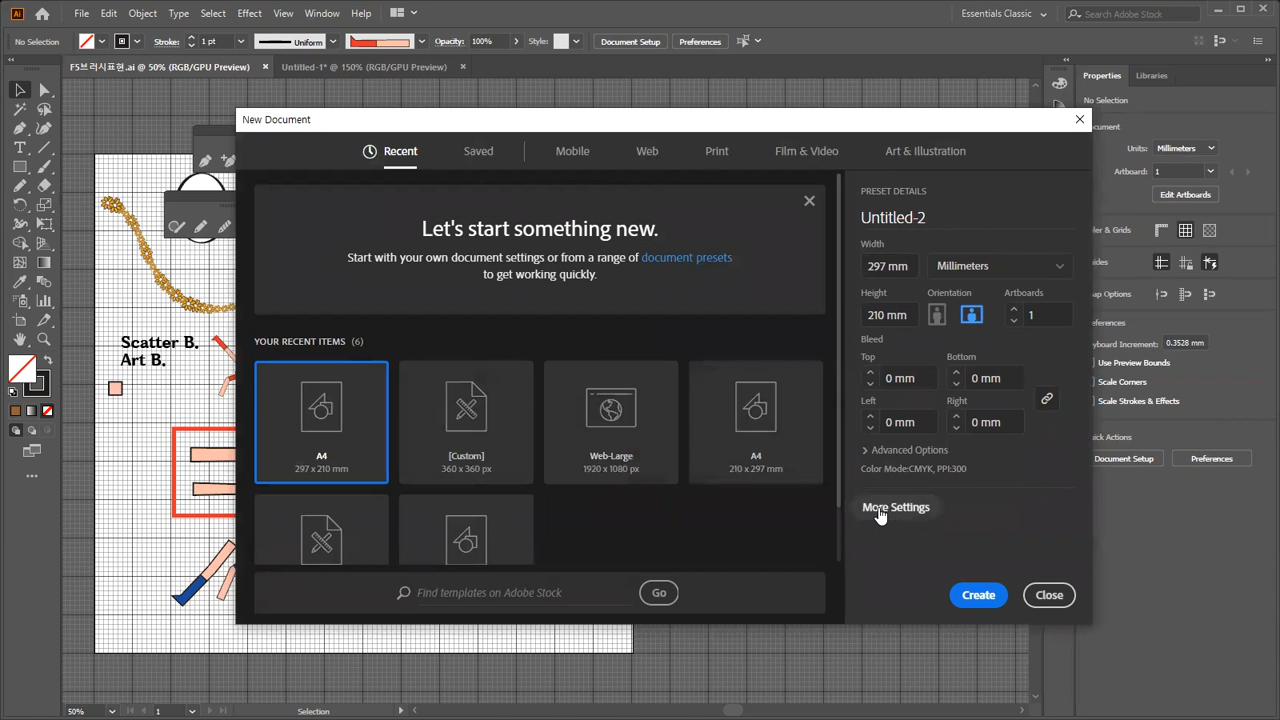 Ai File Edit Object Type Select Effect View Window Help Essentials Classic Search Adobe Stock
No Selection Stroke: 1 pt Uniform Opacity: 100% Style: Document Setup Preferences
F5브러시표현.ai @ 50% (RGB/GPU Preview) × Untitled-1* @ 150% (RGB/GPU Preview) ×
Properties Libraries
No Selection
ocument
Units: Millimeters
Artboard: 1
Edit Artboards
uler & Grids
uides
nap Options
references
eyboard Increment: 0.3528 mm
Use Preview Bounds
Scale Corners
Scale Strokes & Effects
uick Actions
Document Setup Preferences
Scatter B.
Art B.
New Document
Recent Saved Mobile Web Print Film & Video Art & Illustration
Let's start something new.
Start with your own document settings or from a range of document presets
to get working quickly.
YOUR RECENT ITEMS (6)
A4
297 x 210 mm
[Custom]
360 x 360 px
Web-Large
1920 x 1080 px
A4
210 x 297 mm
Find templates on Adobe Stock Go
PRESET DETAILS
Untitled-2
Width
297 mm Millimeters
Height Orientation Artboards
210 mm 1
Bleed
Top Bottom
0 mm 0 mm
Left Right
0 mm 0 mm
Advanced Options
Color Mode:CMYK, PPI:300
More Settings
Create Close
50% 1 Selection